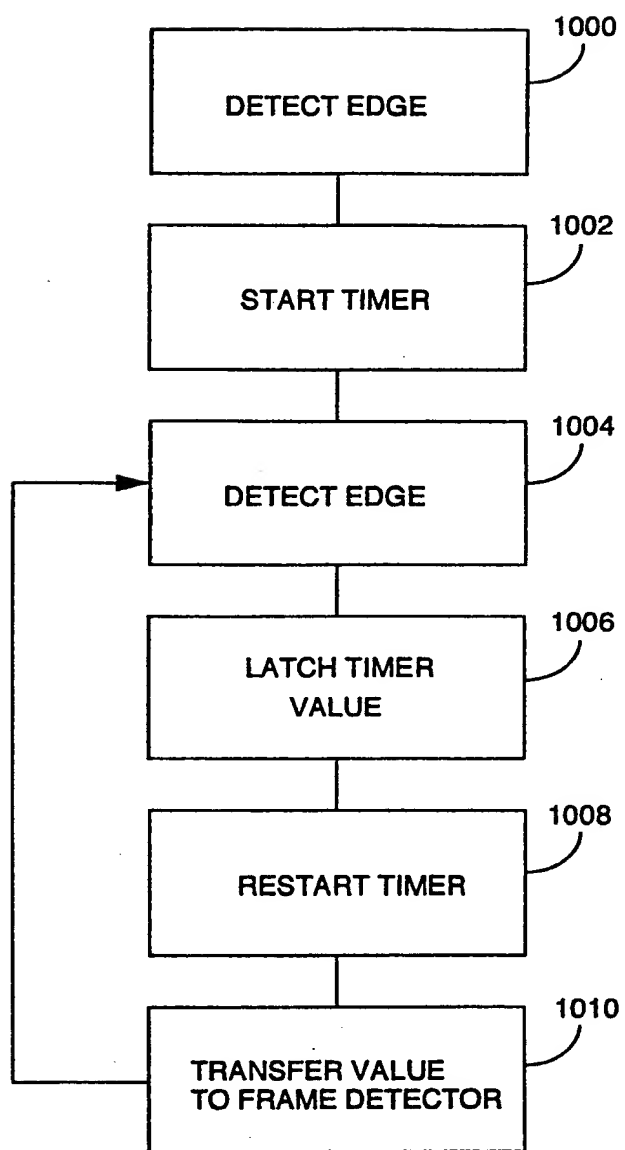 1000
DETECT EDGE
1002
START TIMER
1004
DETECT EDGE
1006
LATCH TIMER
VALUE
1008
RESTART TIMER
1010
TRANSFER VALUE
TO FRAME DETECTOR